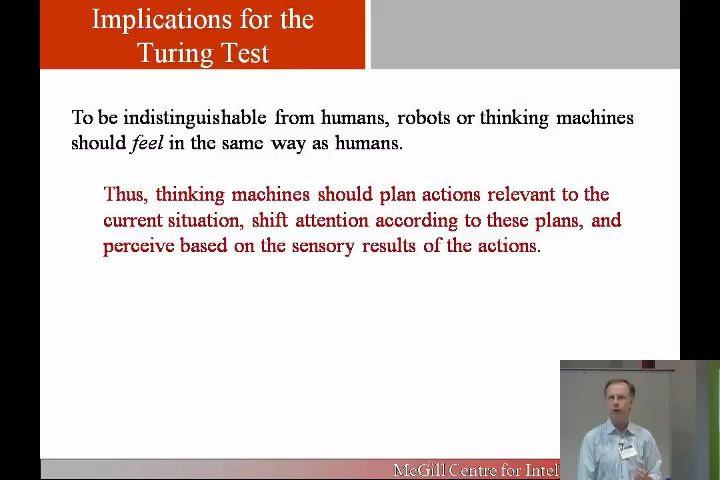 Implications for the
Turing Test
To be indistinguishable from humans, robots or thinking machines
should feel in the same way as humans.
Thus, thinking machines should plan actions relevant to the
current situation, shift attention according to these plans, and
perceive based on the sensory results of the actions.
McGill Centre for Intel